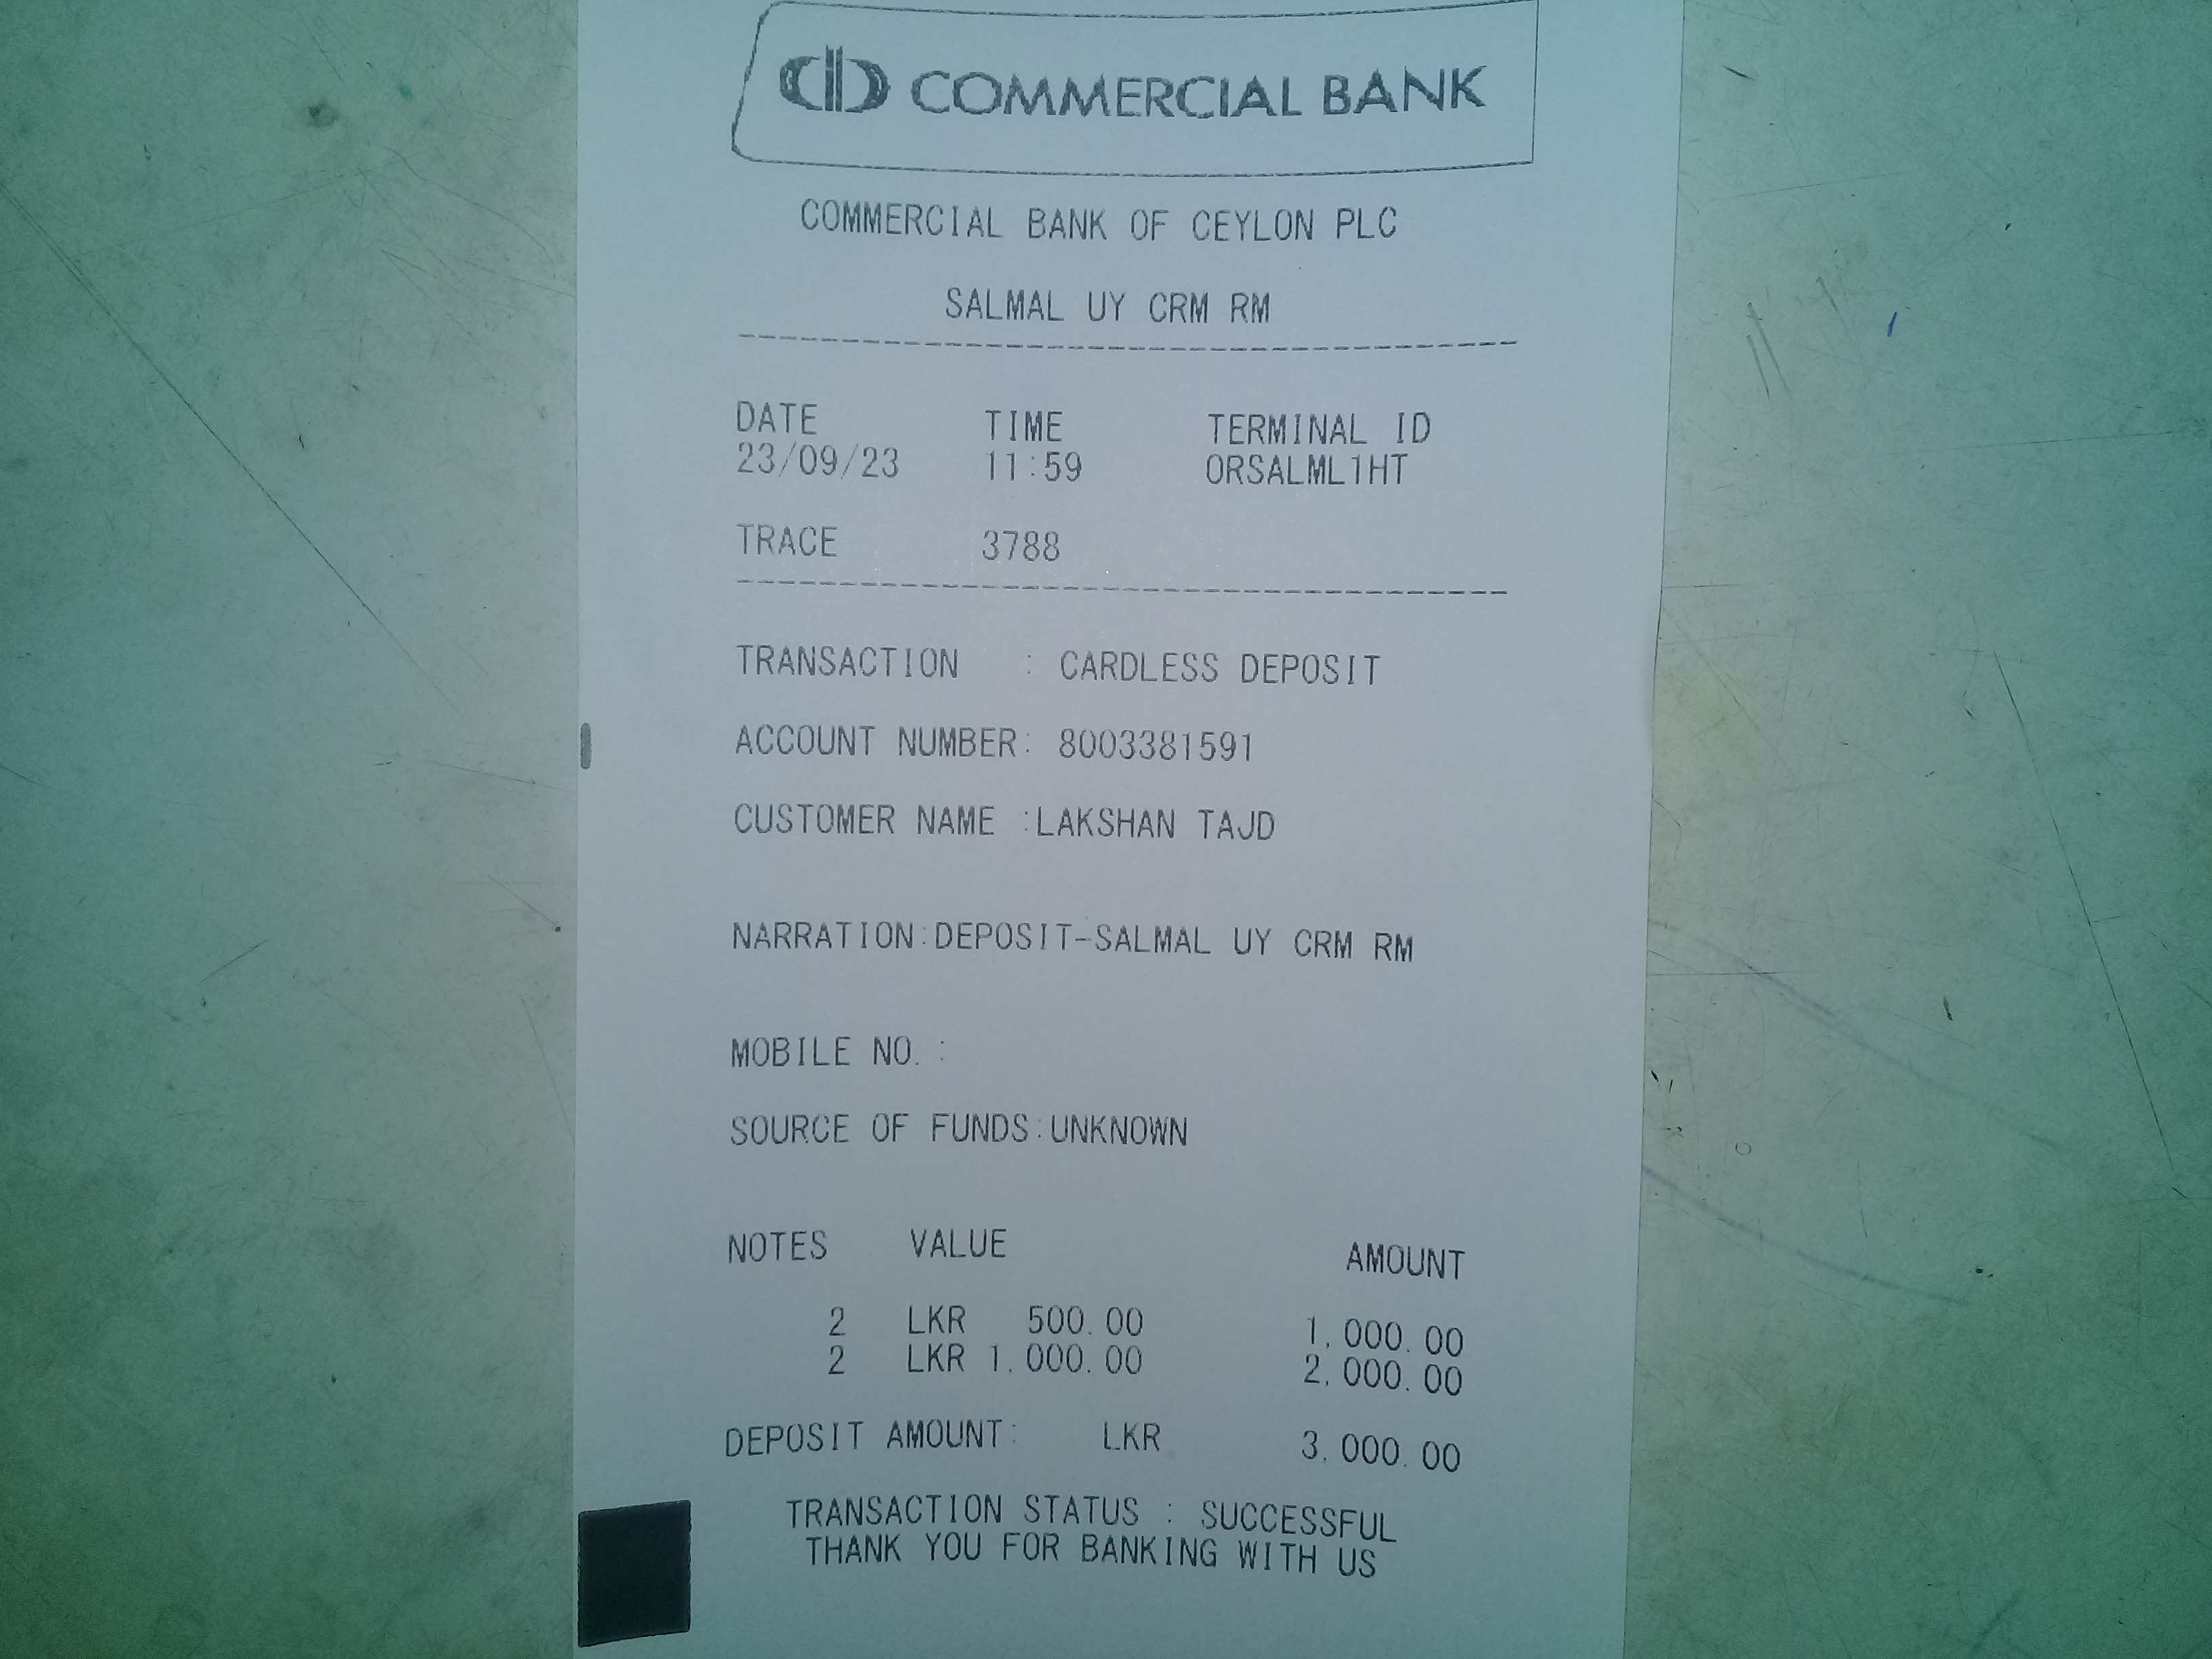 COMMERCIAL BANK
COMMERCIAL BANK OF CEYLON PLC
SALMAL UY CRM RM
DATE TIME TERMINAL ID
23/09/23 11:59 ORSALML1HT
TRACE 3788
TRANSACTION : CARDLESS DEPOSIT
ACCOUNT NUMBER: 8003381591
CUSTOMER NAME :LAKSHAN TAJD
NARRATION:DEPOSIT-SALMAL UY CRM RM
MOBILE NO. :
SOURCE OF FUNDS:UNKNOWN
NOTES VALUE AMOUNT
2 LKR 500.00 1,000.00
2 LKR 1,000.00 2,000.00
DEPOSIT AMOUNT: LKR 3,000.00
TRANSACTION STATUS : SUCCESSFUL
THANK YOU FOR BANKING WITH US